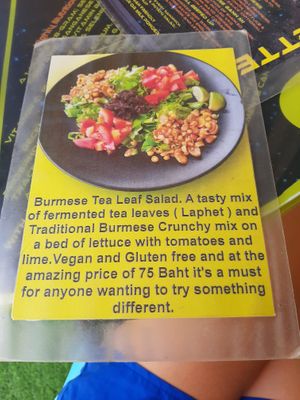 Burmese Tea Leaf Salad. A tasty mix
of fermented tea leaves ( Laphet ) and
Traditional Burmese Crunchy mix on
a bed of lettuce with tomatoes and
lime.Vegan and Gluten free and at the
amazing price of 75 Baht it's a must
for anyone wanting to try something
different.